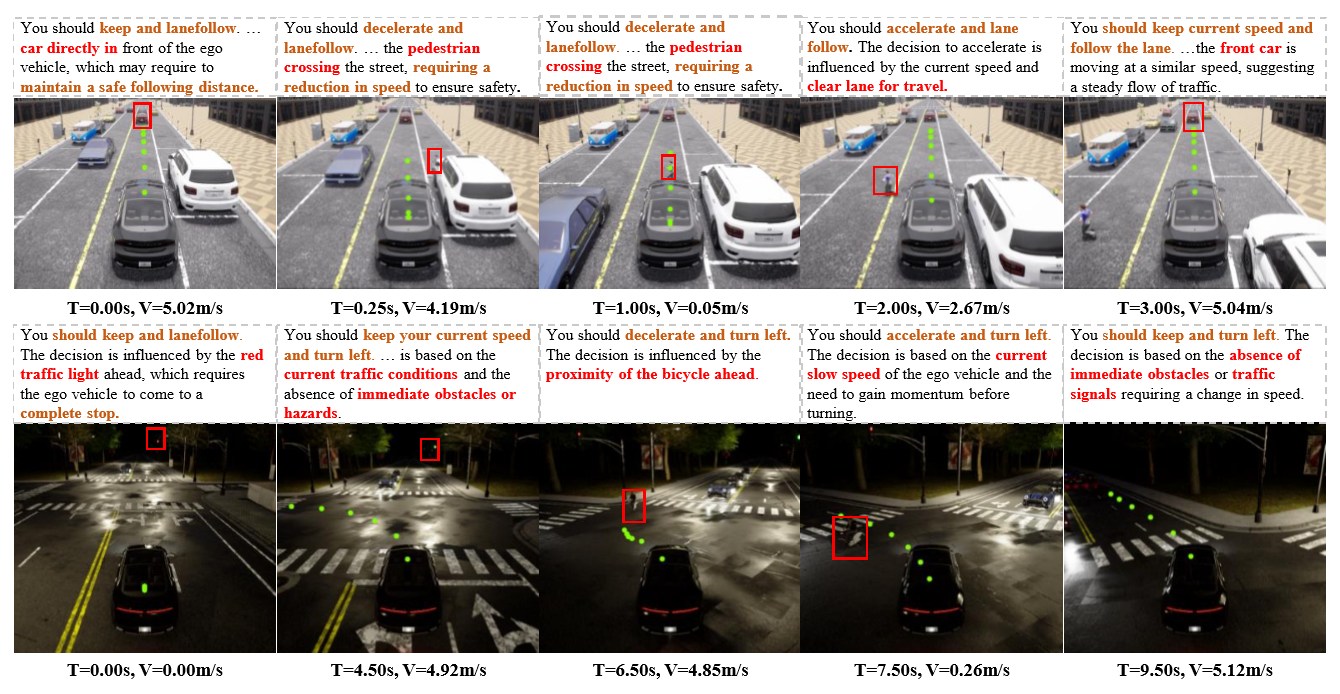 You should keep and lanefollow. …
car directly in front of the ego
vehicle, which may require to
maintain a safe following distance.
You should decelerate and
lanefollow. … the pedestrian
crossing the street, requiring a
reduction in speed to ensure safety.
You should decelerate and
lanefollow. … the pedestrian
crossing the street, requiring a
reduction in speed to ensure safety.
You should accelerate and lane
follow. The decision to accelerate is
influenced by the current speed and
clear lane for travel.
You should keep current speed and
follow the lane. …the front car is
moving at a similar speed, suggesting
a steady flow of traffic.
T=0.00s, V=5.02m/s
T=0.25s, V=4.19m/s
T=1.00s, V=0.05m/s
T=2.00s, V=2.67m/s
T=3.00s, V=5.04m/s
You should keep and lanefollow.
The decision is influenced by the red
traffic light ahead, which requires
the ego vehicle to come to a
complete stop.
You should keep your current speed
and turn left. … is based on the
current traffic conditions and the
absence of immediate obstacles or
hazards.
You should decelerate and turn left.
The decision is influenced by the
proximity of the bicycle ahead.
You should accelerate and turn left.
The decision is based on the current
slow speed of the ego vehicle and the
need to gain momentum before
turning.
You should keep and turn left. The
decision is based on the absence of
immediate obstacles or traffic
signals requiring a change in speed.
T=0.00s, V=0.00m/s
T=4.50s, V=4.92m/s
T=6.50s, V=4.85m/s
T=7.50s, V=0.26m/s
T=9.50s, V=5.12m/s